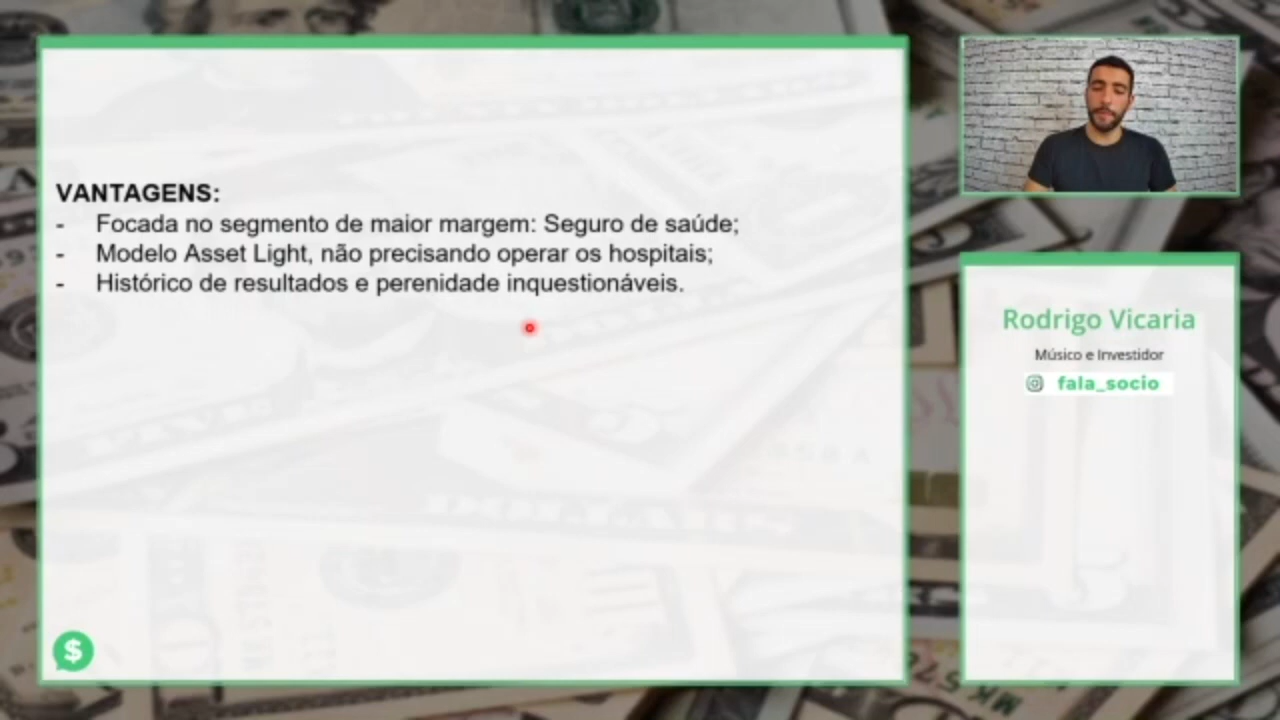 VANTAGENS:
- Focada no segmento de maior margem: Seguro de saúde;
- Modelo Asset Light, não precisando operar os hospitais;
- Histórico de resultados e perenidade inquestionáveis.
$
Rodrigo Vicaria
Músico e Investidor
fala_socio